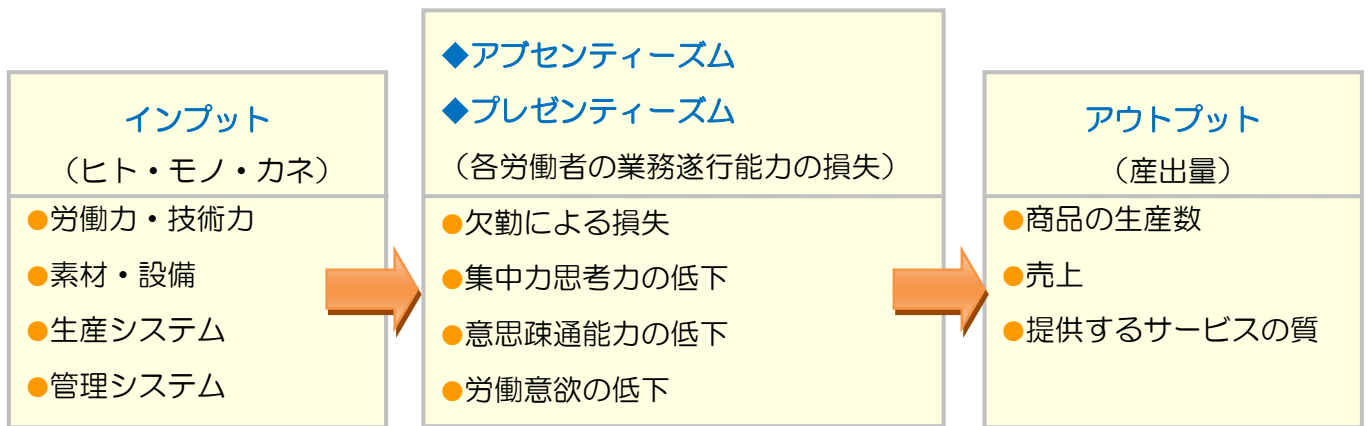 インプット
（ヒト・モノ・カネ）
●労働力・技術力
●素材・設備
●生産システム
●管理システム
◆アブセンティーズム
◆プレゼンティーズム
（各労働者の業務遂行能力の損失）
●欠勤による損失
●集中力思考力の低下
●意思疎通能力の低下
●労働意欲の低下
アウトプット
（産出量）
●商品の生産数
●売上
●提供するサービスの質